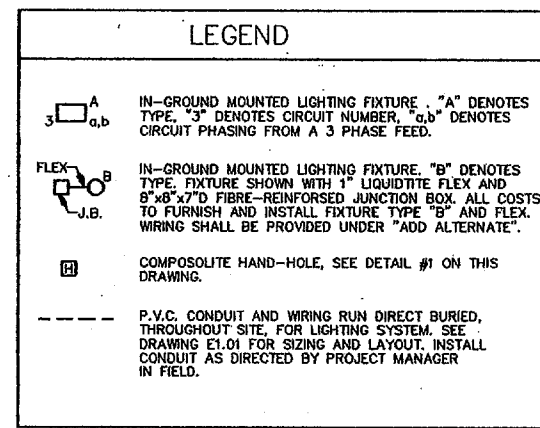 LEGEND
A
3 a,b
IN-GROUND MOUNTED LIGHTING FIXTURE . "A" DENOTES
TYPE, "3" DENOTES CIRCUIT NUMBER, "a,b" DENOTES
CIRCUIT PHASING FROM A 3 PHASE FEED.
FLEX
B
J.B.
IN-GROUND MOUNTED LIGHTING FIXTURE. "B" DENOTES
TYPE. FIXTURE SHOWN WITH 1" LIQUIDTITE FLEX AND
8"x8"x7"D FIBRE-REINFORSED JUNCTION BOX. ALL COSTS
TO FURNISH AND INSTALL FIXTURE TYPE "B" AND FLEX.
WIRING SHALL BE PROVIDED UNDER "ADD ALTERNATE".
H
COMPOSOLITE HAND-HOLE, SEE DETAIL #1 ON THIS
DRAWING.
P.V.C. CONDUIT AND WIRING RUN DIRECT BURIED,
THROUGHOUT SITE, FOR LIGHTING SYSTEM. SEE
DRAWING E1.01 FOR SIZING AND LAYOUT. INSTALL
CONDUIT AS DIRECTED BY PROJECT MANAGER
IN FIELD.